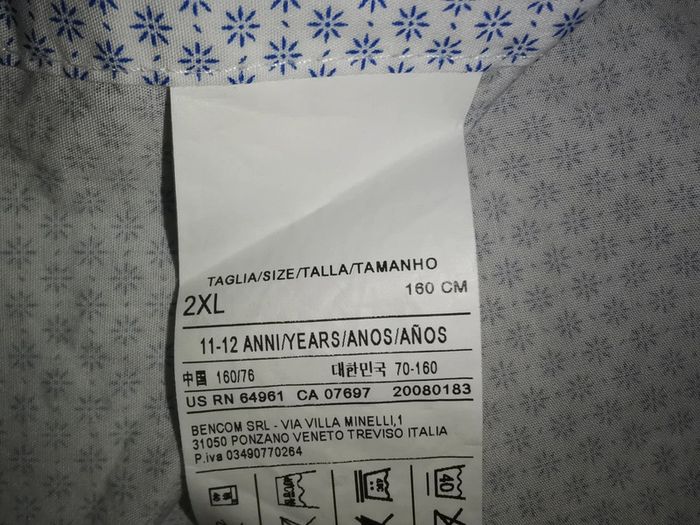 TAGLIA/SIZE/TALLA/TAMANHO
2XL 160 CM
11-12 ANNI/YEARS/ANOS/AÑOS
中国 160/76 대한민국 70-160
US RN 64961 CA 07697 20080183
BENCOM SRL - VIA VILLA MINELLI,1
31050 PONZANO VENETO TREVISO ITALIA
P.iva 03490770264
40